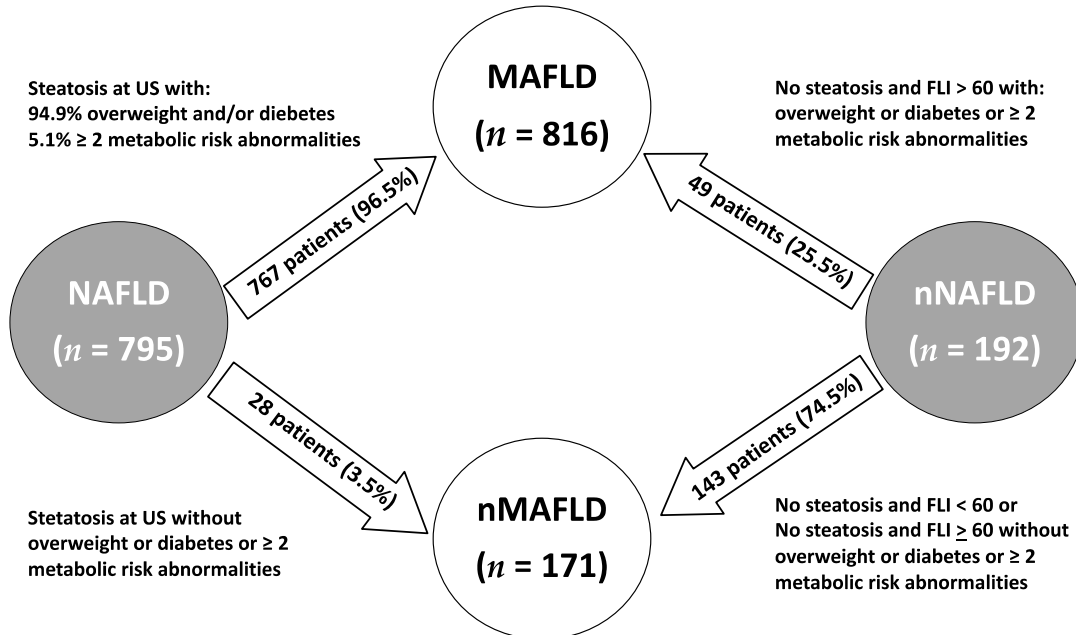 MAFLD
(n = 816)
Steatosis at US with:
94.9% overweight and/or diebetes
5.1% ≥ 2 metabolic risk abnormalities
No steatosis and FLI > 60 with:
overweight or diabetes or ≥ 2
metabolic risk abnormalities
767 patients (96.5%)
49 patients (25.5%)
NAFLD
(n = 795)
nNAFLD
(n = 192)
28 patients (3.5%)
143 patients (74.5%)
nMAFLD
(n = 171)
Stetatosis at US without
overweight or diabetes or ≥ 2
metabolic risk abnormalities
No steatosis and FLI < 60 or
No steatosis and FLI ≥ 60 without
overweight or diabetes or ≥ 2
metabolic risk abnormalities